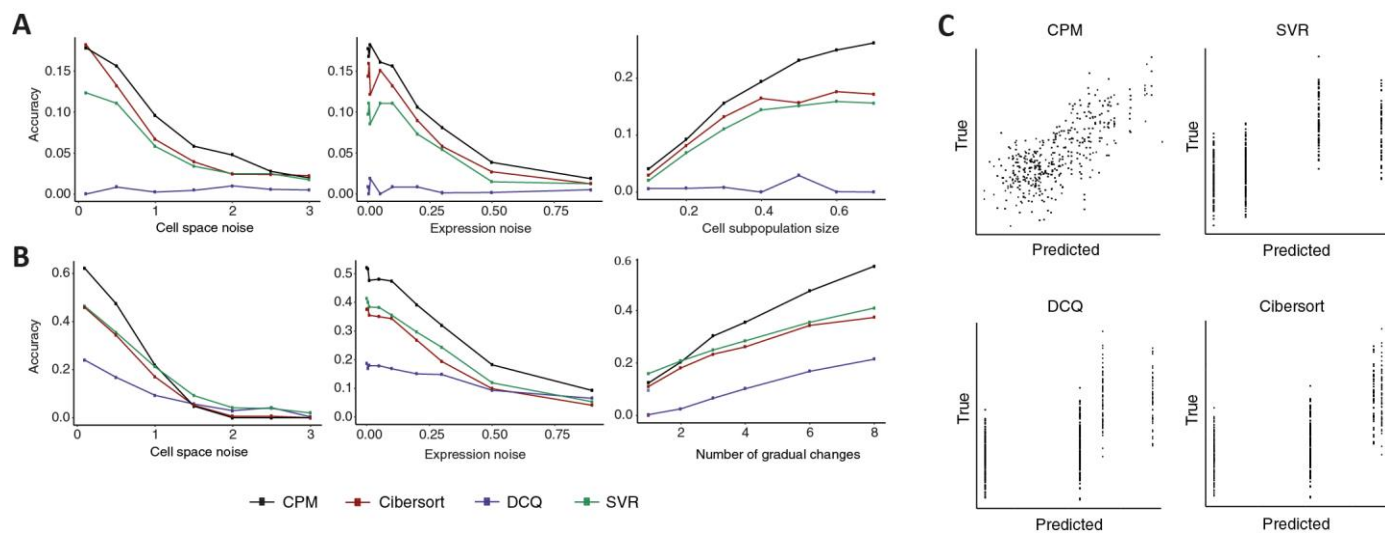 A
Accuracy
0.15
0.10
0.05
0.00
1 2 3
Cell space noise
0.15
0.10
0.05
0.00
0.00 0.25 0.50 0.75
Expression noise
0.2
0.1
0.0
0.2 0.4 0.6
Cell subpopulation size
B
Accuracy
0.6
0.4
0.2
0.0
0 1 2 3
Cell space noise
0.5
0.4
0.3
0.2
0.1
0.0
0.00 0.25 0.50 0.75
Expression noise
0.6
0.4
0.2
0.0
2 4 6 8
Number of gradual changes
CPM Cibersort DCQ SVR
C
CPM
True
Predicted
SVR
True
Predicted
DCQ
True
Predicted
Cibersort
True
Predicted